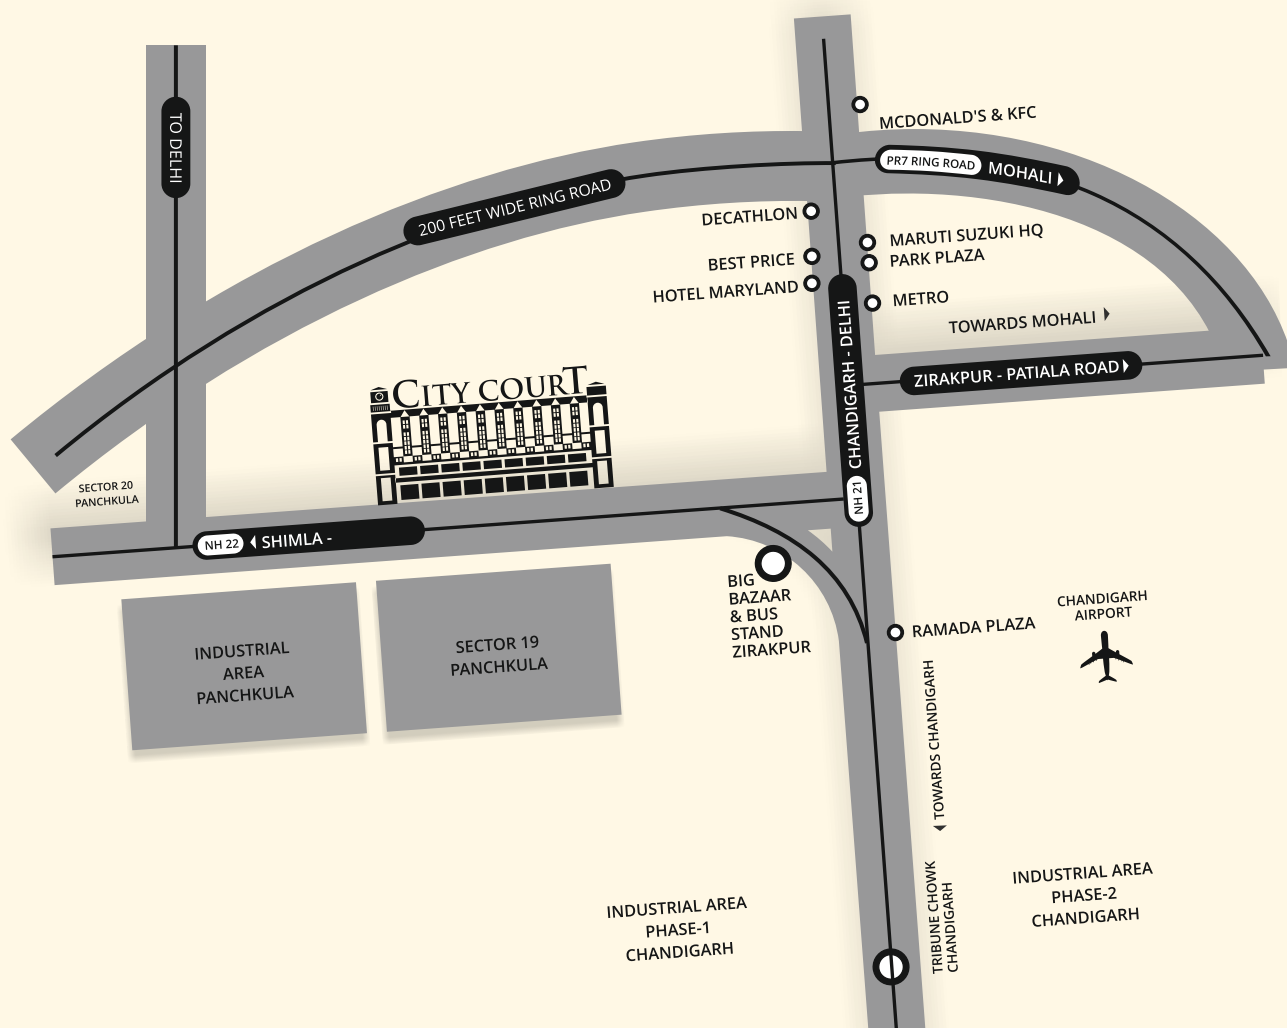 TO DELHI
MCDONALD'S & KFC
PR7 RING ROAD MOHALI
200 FEET WIDE RING ROAD
DECATHLON
MARUTI SUZUKI HQ
PARK PLAZA
BEST PRICE
HOTEL MARYLAND
METRO
TOWARDS MOHALI
ZIRAKPUR - PATIALA ROAD
CHANDIGARH - DELHI
NH 21
CITY COURT
SECTOR 20
PANCHKULA
NH 22 SHIMLA -
BIG
BAZAAR
& BUS
STAND
ZIRAKPUR
INDUSTRIAL
AREA
PANCHKULA
SECTOR 19
PANCHKULA
RAMADA PLAZA
CHANDIGARH
AIRPORT
TOWARDS CHANDIGARH
TRIBUNE CHOWK
CHANDIGARH
INDUSTRIAL AREA
PHASE-1
CHANDIGARH
INDUSTRIAL AREA
PHASE-2
CHANDIGARH